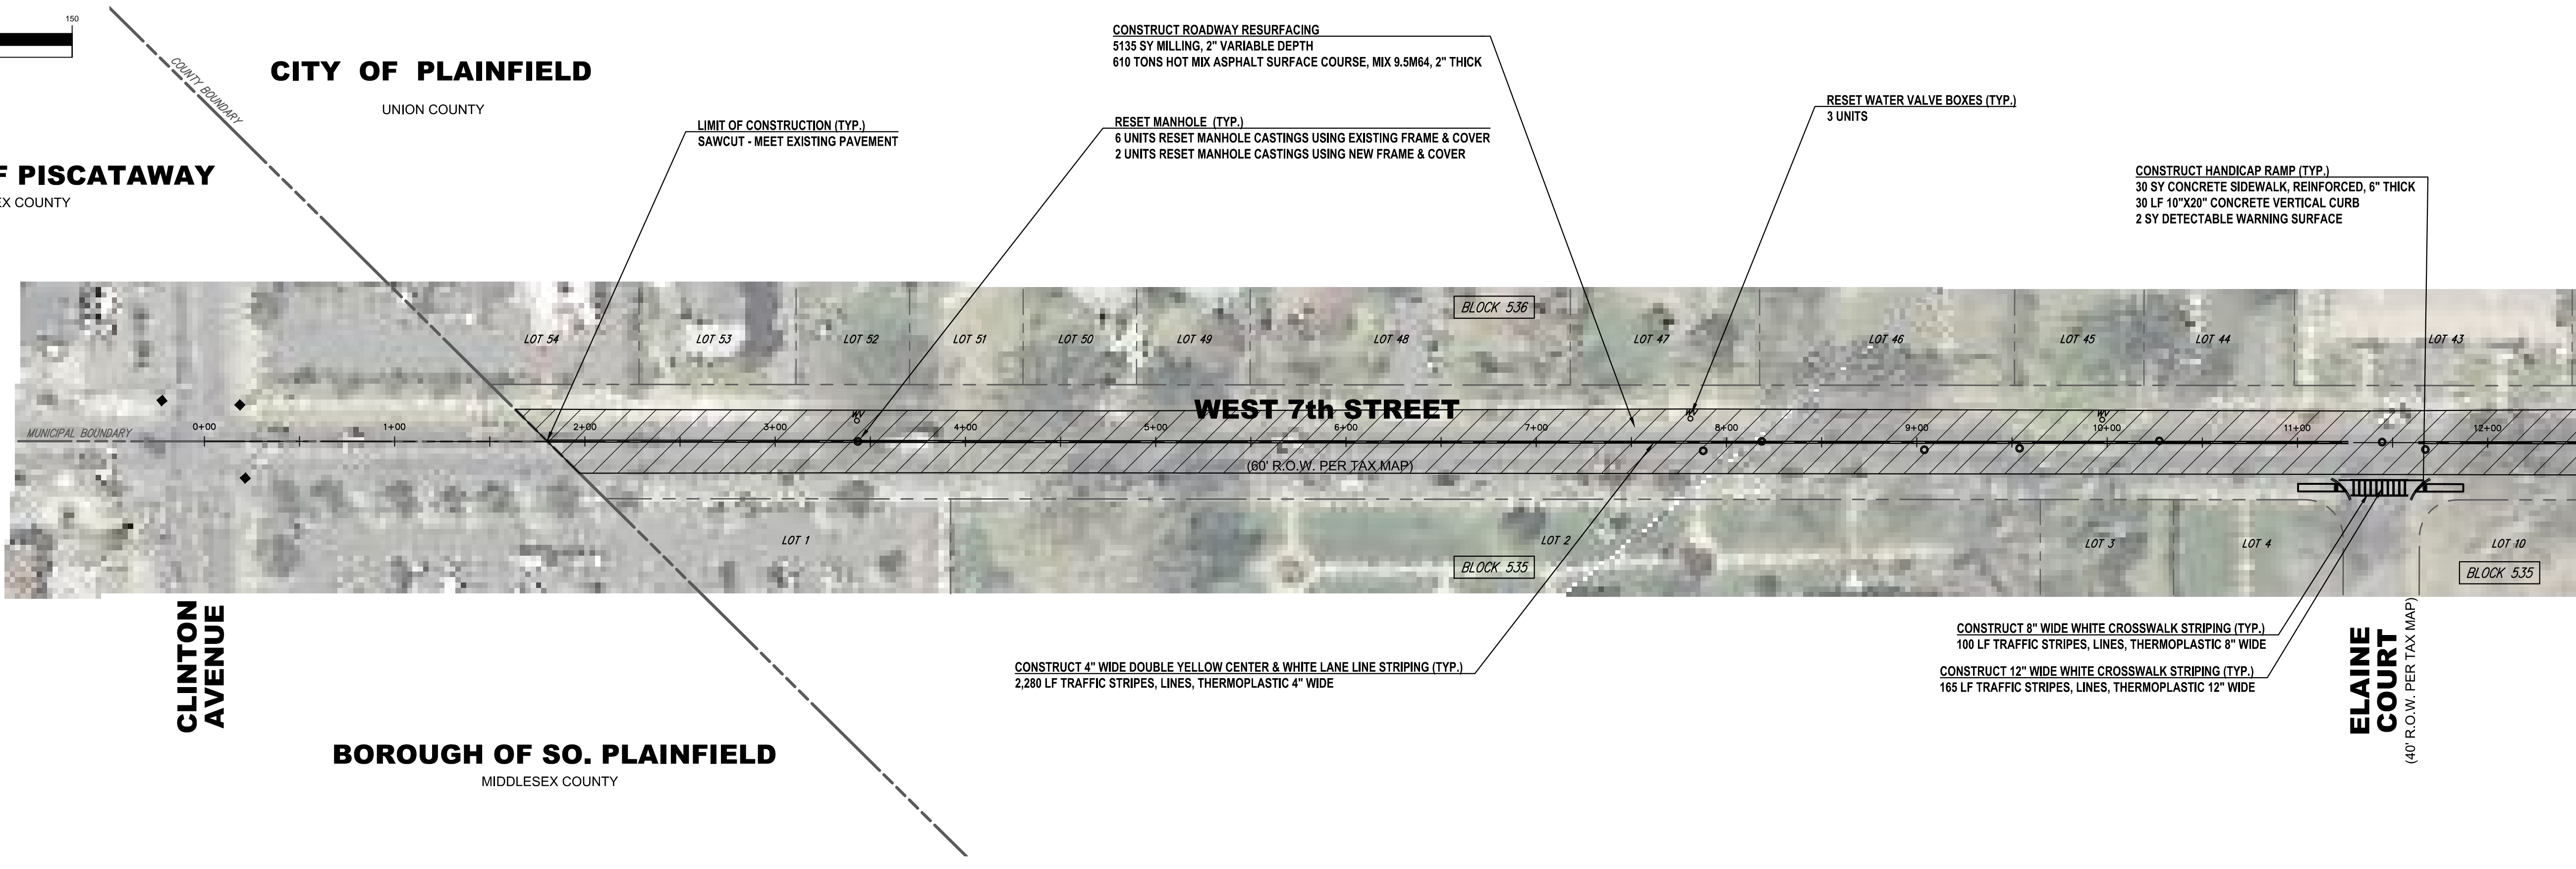 150
COUNTY BOUNDARY
CITY OF PLAINFIELD
UNION COUNTY
F PISCATAWAY
EX COUNTY
LIMIT OF CONSTRUCTION (TYP.)
SAWCUT - MEET EXISTING PAVEMENT
CONSTRUCT ROADWAY RESURFACING
5135 SY MILLING, 2" VARIABLE DEPTH
610 TONS HOT MIX ASPHALT SURFACE COURSE, MIX 9.5M64, 2" THICK
RESET MANHOLE (TYP.)
6 UNITS RESET MANHOLE CASTINGS USING EXISTING FRAME & COVER
2 UNITS RESET MANHOLE CASTINGS USING NEW FRAME & COVER
RESET WATER VALVE BOXES (TYP.)
3 UNITS
CONSTRUCT HANDICAP RAMP (TYP.)
30 SY CONCRETE SIDEWALK, REINFORCED, 6" THICK
30 LF 10"X20" CONCRETE VERTICAL CURB
2 SY DETECTABLE WARNING SURFACE
BLOCK 536
LOT 54
LOT 53
LOT 52
LOT 51
LOT 50
LOT 49
LOT 48
LOT 47
LOT 46
LOT 45
LOT 44
LOT 43
WEST 7th STREET
WV
WV
WV
MUNICIPAL BOUNDARY
0+00
1+00
2+00
3+00
4+00
5+00
6+00
7+00
8+00
9+00
10+00
11+00
12+00
(60' R.O.W. PER TAX MAP)
LOT 1
LOT 2
LOT 3
LOT 4
LOT 10
BLOCK 535
BLOCK 535
CLINTON
AVENUE
CONSTRUCT 4" WIDE DOUBLE YELLOW CENTER & WHITE LANE LINE STRIPING (TYP.)
2,280 LF TRAFFIC STRIPES, LINES, THERMOPLASTIC 4" WIDE
CONSTRUCT 8" WIDE WHITE CROSSWALK STRIPING (TYP.)
100 LF TRAFFIC STRIPES, LINES, THERMOPLASTIC 8" WIDE
CONSTRUCT 12" WIDE WHITE CROSSWALK STRIPING (TYP.)
165 LF TRAFFIC STRIPES, LINES, THERMOPLASTIC 12" WIDE
ELAINE
COURT
(40' R.O.W. PER TAX MAP)
BOROUGH OF SO. PLAINFIELD
MIDDLESEX COUNTY